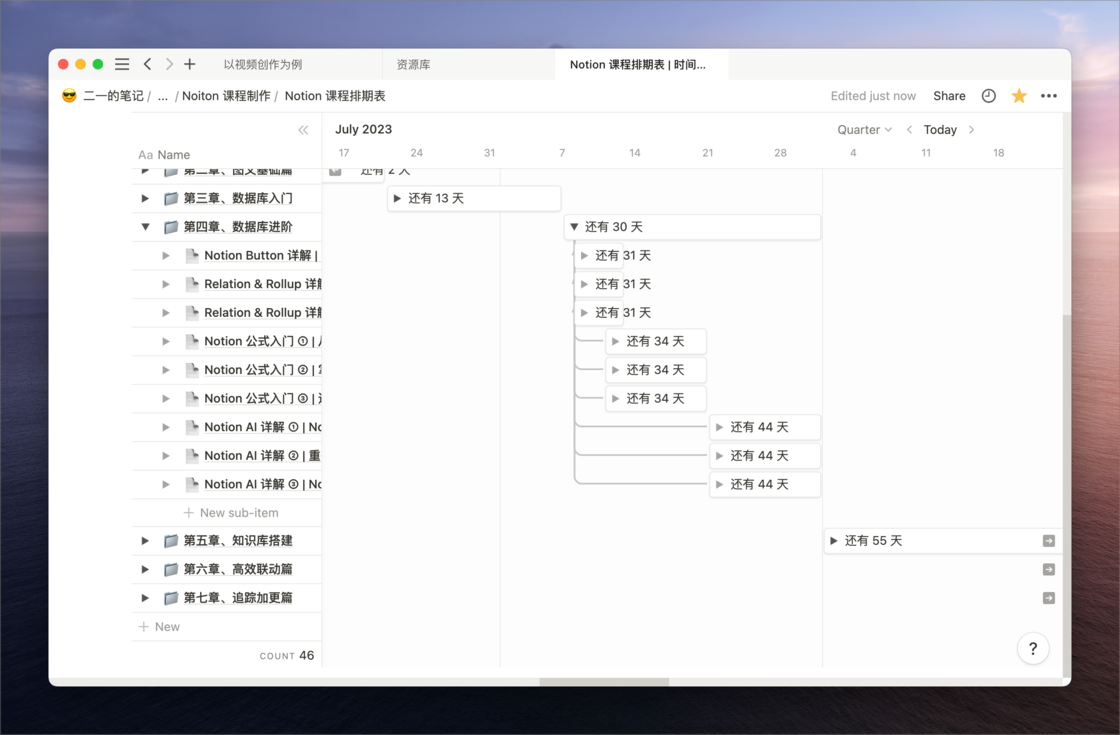 以视频创作为例
资源库
Notion 课程排期表 | 时间...
二一的笔记 / ... / Noiton 课程制作 / Notion 课程排期表
Edited just now
Share
July 2023
Quarter
Today
17 24 31 7 14 21 28 4 11 18
Aa Name
第二章、图文基础篇
还有 2 天
第三章、数据库入门
还有 13 天
第四章、数据库进阶
还有 30 天
Notion Button 详解 |
还有 31 天
Relation & Rollup 详解
还有 31 天
Relation & Rollup 详解
还有 31 天
Notion 公式入门 ① |
还有 34 天
Notion 公式入门 ② |
还有 34 天
Notion 公式入门 ③ |
还有 34 天
Notion AI 详解 ① | No
还有 44 天
Notion AI 详解 ② | 重
还有 44 天
Notion AI 详解 ③ | No
还有 44 天
New sub-item
第五章、知识库搭建
还有 55 天
第六章、高效联动篇
第七章、追踪加更篇
New
COUNT 46
?